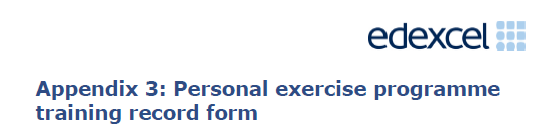 edexcel
Appendix 3: Personal exercise programme
training record form